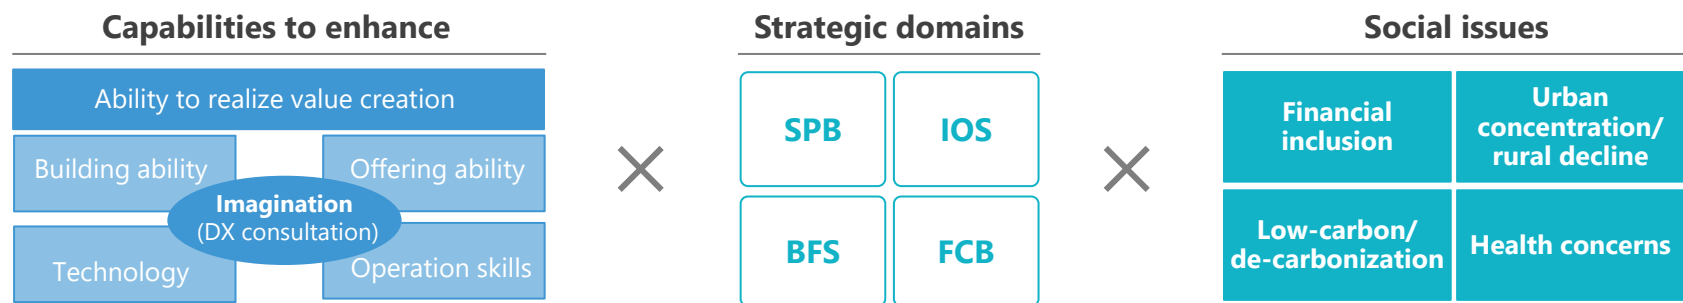 Capabilities to enhance
Ability to realize value creation
Building ability
Offering ability
Imagination
(DX consultation)
Technology
Operation skills
×
Strategic domains
SPB
IOS
BFS
FCB
×
Social issues
Financial
inclusion
Urban
concentration/
rural decline
Low-carbon/
de-carbonization
Health concerns